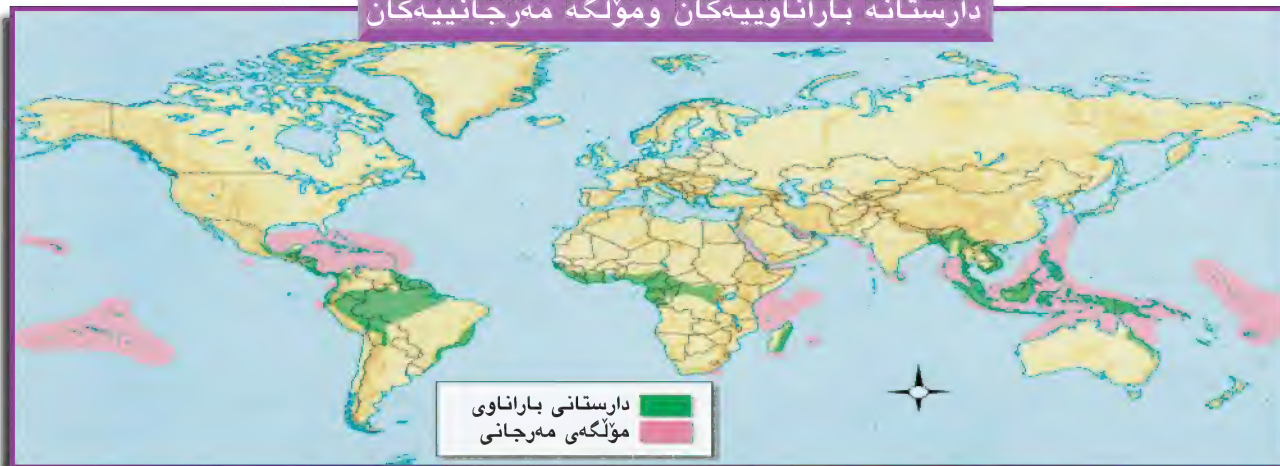 دارستانە باراناوییەکان ومۆڵگە مەرجانییەکان
دارستانی باراناوی
مۆڵگەی مەرجانی